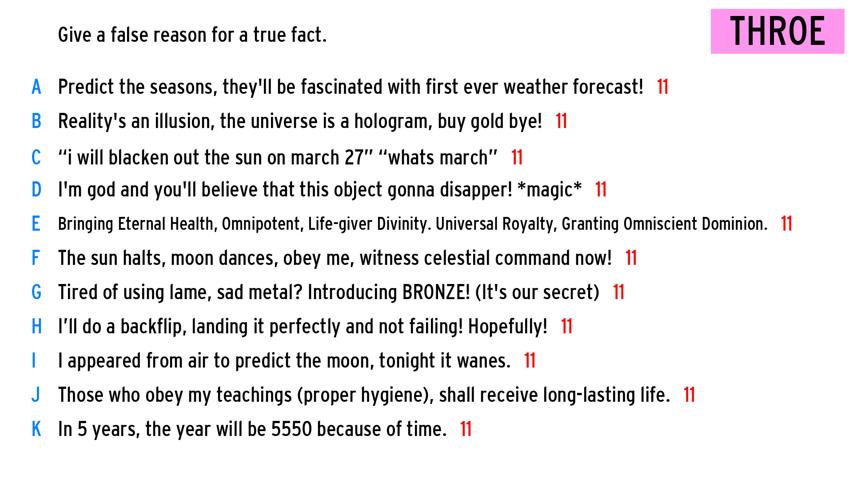 Give a false reason for a true fact.
THROE
A Predict the seasons, they'll be fascinated with first ever weather forecast! 11
B Reality's an illusion, the universe is a hologram, buy gold bye! 11
C “i will blacken out the sun on march 27” “whats march” 11
D I'm god and you'll believe that this object gonna disapper! *magic* 11
E Bringing Eternal Health, Omnipotent, Life-giver Divinity. Universal Royalty, Granting Omniscient Dominion. 11
F The sun halts, moon dances, obey me, witness celestial command now! 11
G Tired of using lame, sad metal? Introducing BRONZE! (It's our secret) 11
H I’ll do a backflip, landing it perfectly and not failing! Hopefully! 11
I I appeared from air to predict the moon, tonight it wanes. 11
J Those who obey my teachings (proper hygiene), shall receive long-lasting life. 11
K In 5 years, the year will be 5550 because of time. 11